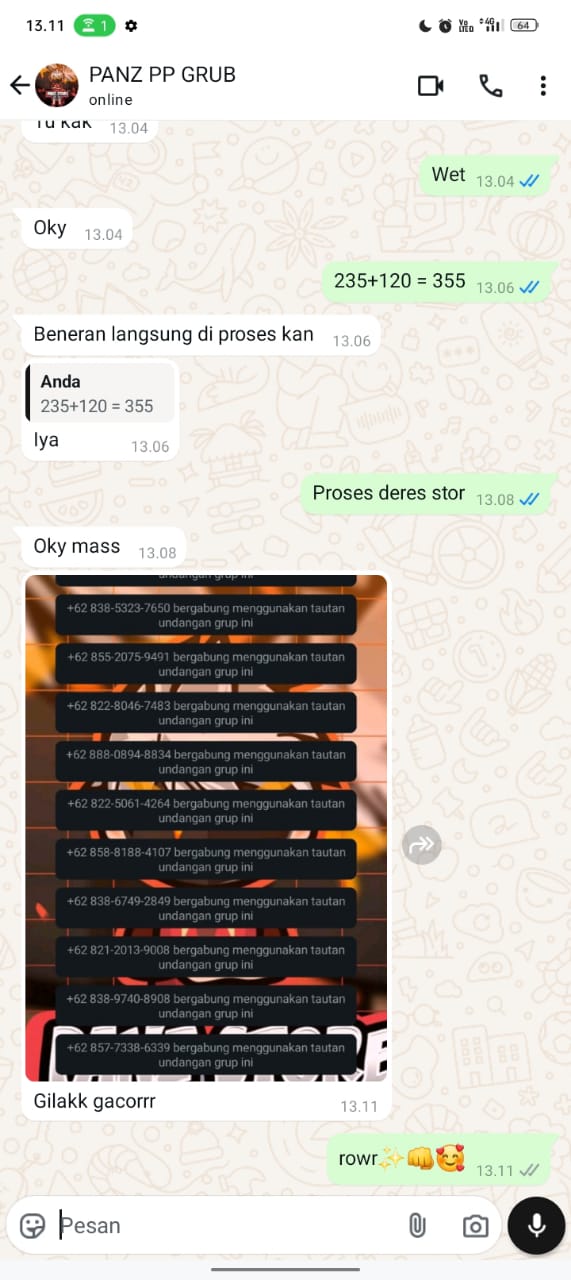 13.11
1
64
PANZ PP GRUB
online
Tu kak 13.04
Wet 13.04
Oky 13.04
235+120 = 355 13.06
Beneran langsung di proses kan 13.06
Anda
235+120 = 355
Iya 13.06
Proses deres stor 13.08
Oky mass 13.08
undangan grup ini
+62 838-5323-7650 bergabung menggunakan tautan
undangan grup ini
+62 855-2075-9491 bergabung menggunakan tautan
undangan grup ini
+62 822-8046-7483 bergabung menggunakan tautan
undangan grup ini
+62 888-0894-8834 bergabung menggunakan tautan
undangan grup ini
+62 822-5061-4264 bergabung menggunakan tautan
undangan grup ini
+62 858-8188-4107 bergabung menggunakan tautan
undangan grup ini
+62 838-6749-2849 bergabung menggunakan tautan
undangan grup ini
+62 821-2013-9008 bergabung menggunakan tautan
undangan grup ini
+62 838-9740-8908 bergabung menggunakan tautan
undangan grup ini
+62 857-7338-6339 bergabung menggunakan tautan
undangan grup ini
Gilakk gacorrr 13.11
rowr✨👊🥰 13.11
Pesan